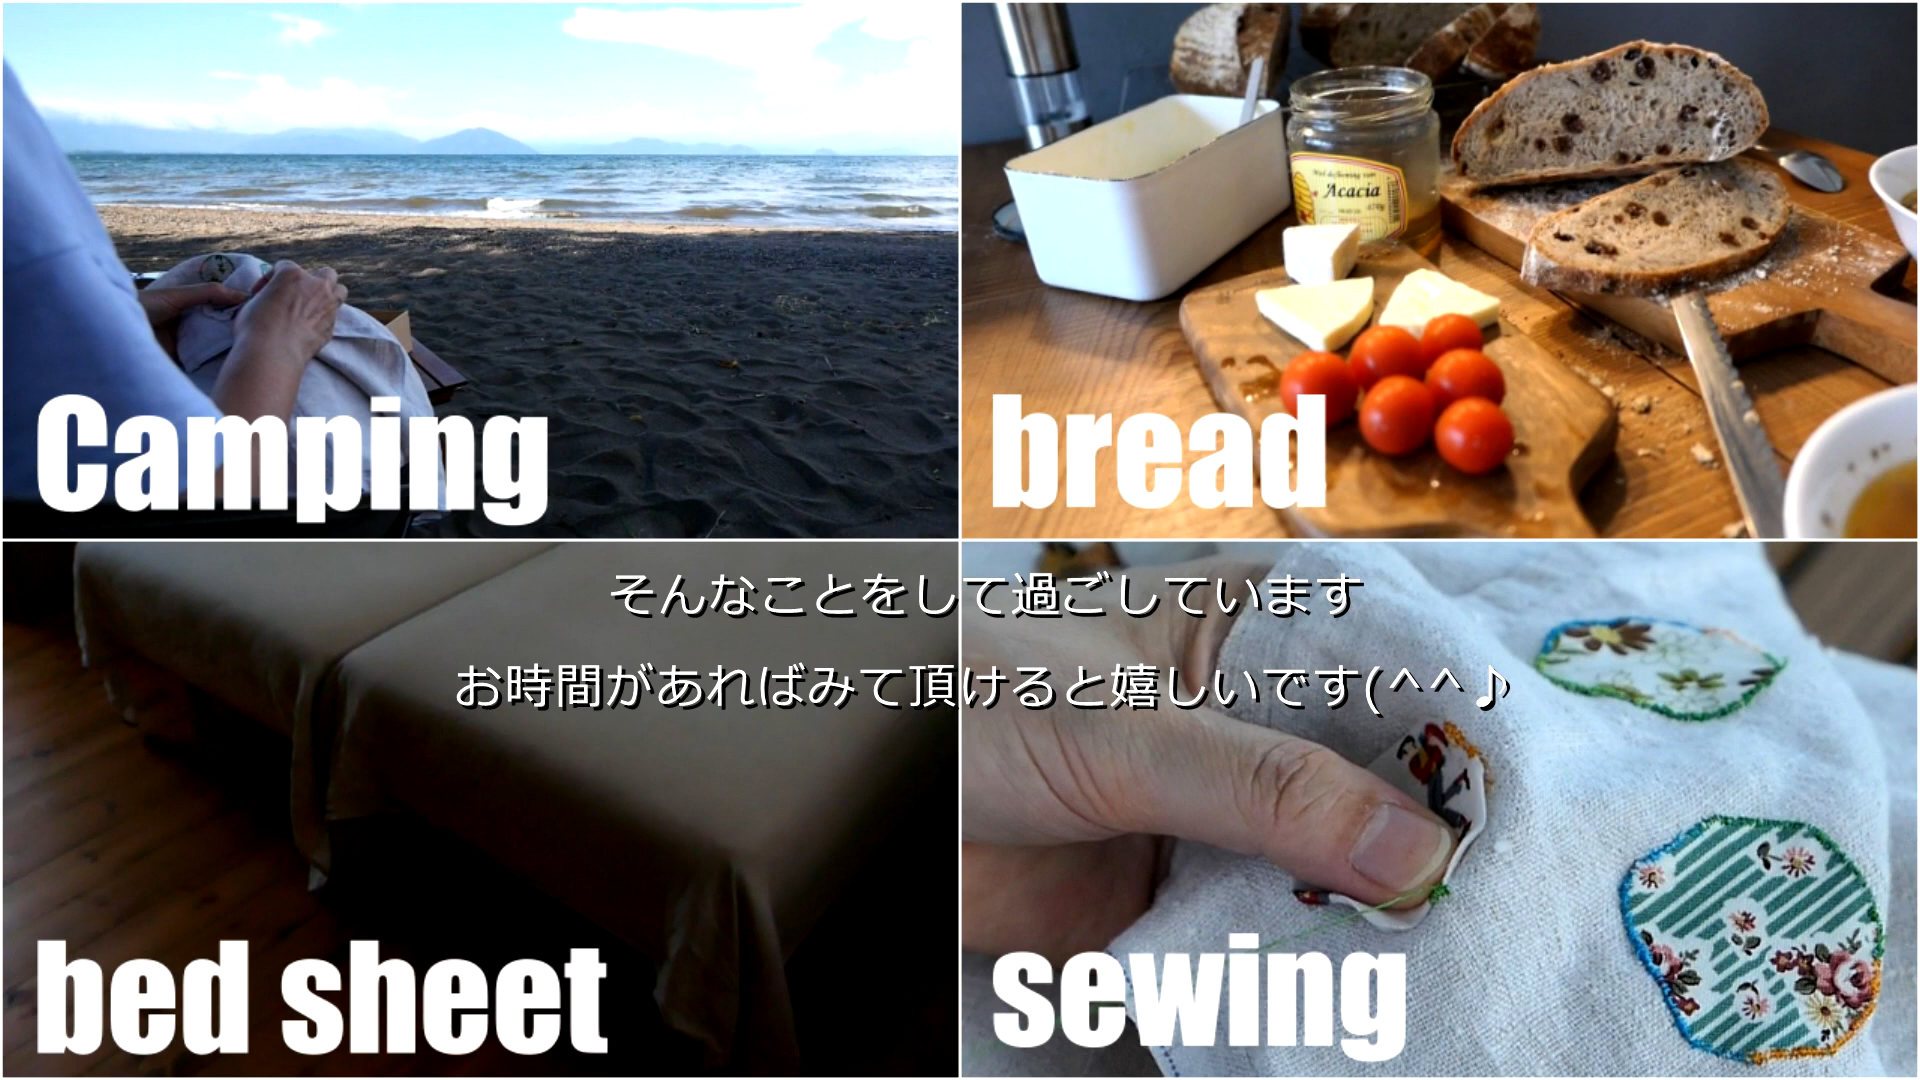 Camping
bread
Acacia
そんなことをして過ごしています
お時間があればみて頂けると嬉しいです(^^♪
bed sheet
sewing